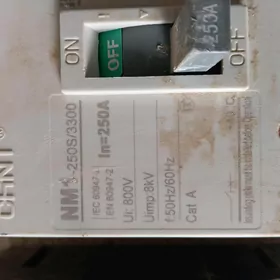 250A
ON
OFF
OFF
CHNT
NM1
-250S/3300
In=250A
IEC 60947-2
EN 60947-2
Ui: 800V
Uimp: 8kV
f:50Hz/60Hz
Cat A